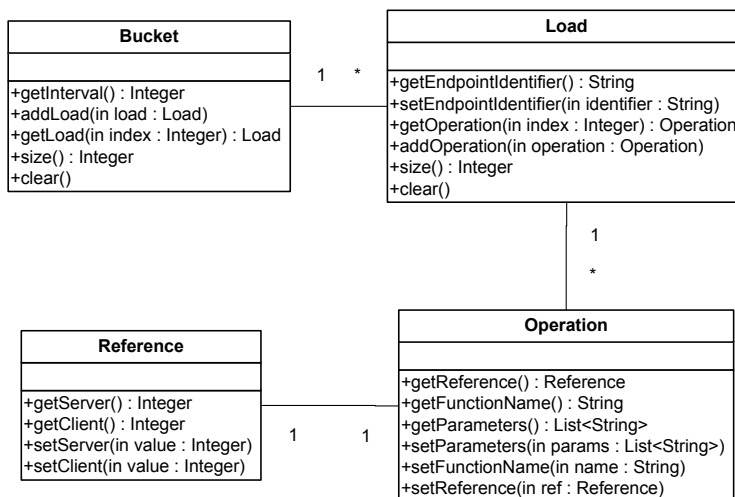 Bucket
+getInterval() : Integer
+addLoad(in load : Load)
+getLoad(in index : Integer) : Load
+size() : Integer
+clear()
1 *
Load
+getEndpointIdentifier() : String
+setEndpointIdentifier(in identifier : String)
+getOperation(in index : Integer) : Operation
+addOperation(in operation : Operation)
+size() : Integer
+clear()
1
*
Reference
+getServer() : Integer
+getClient() : Integer
+setServer(in value : Integer)
+setClient(in value : Integer)
1 1
Operation
+getReference() : Reference
+getFunctionName() : String
+getParameters() : List<String>
+setParameters(in params : List<String>)
+setFunctionName(in name : String)
+setReference(in ref : Reference)